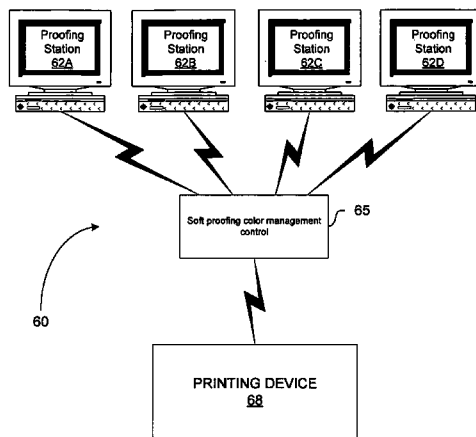 Proofing
Station
62A
Proofing
Station
62B
Proofing
Station
62C
Proofing
Station
62D
Soft proofing color management
control
65
60
PRINTING DEVICE
68